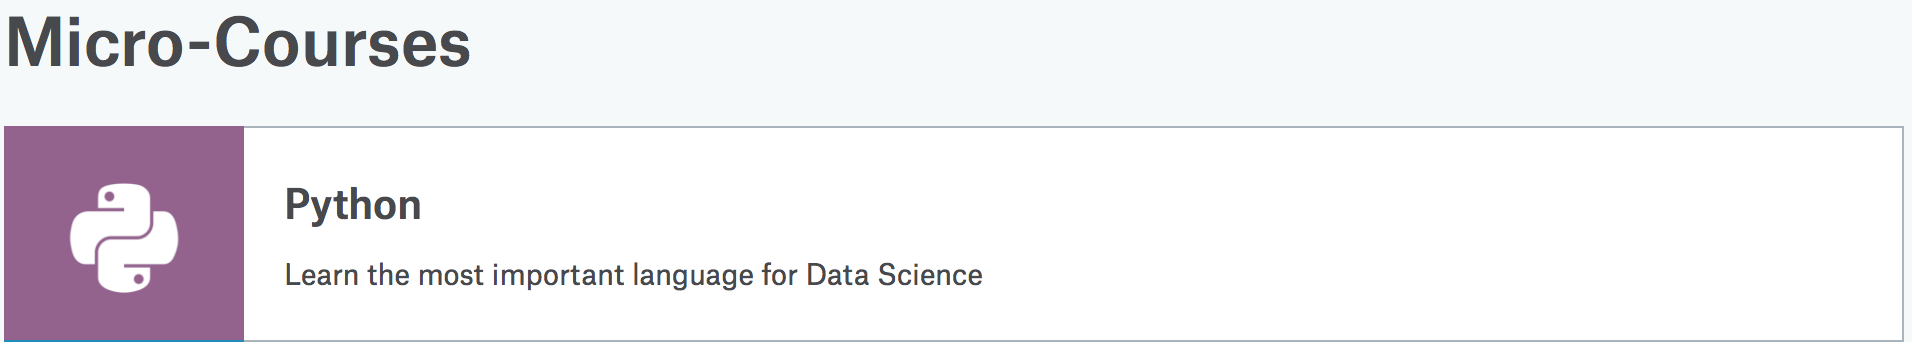 Micro-Courses
Python
Learn the most important language for Data Science